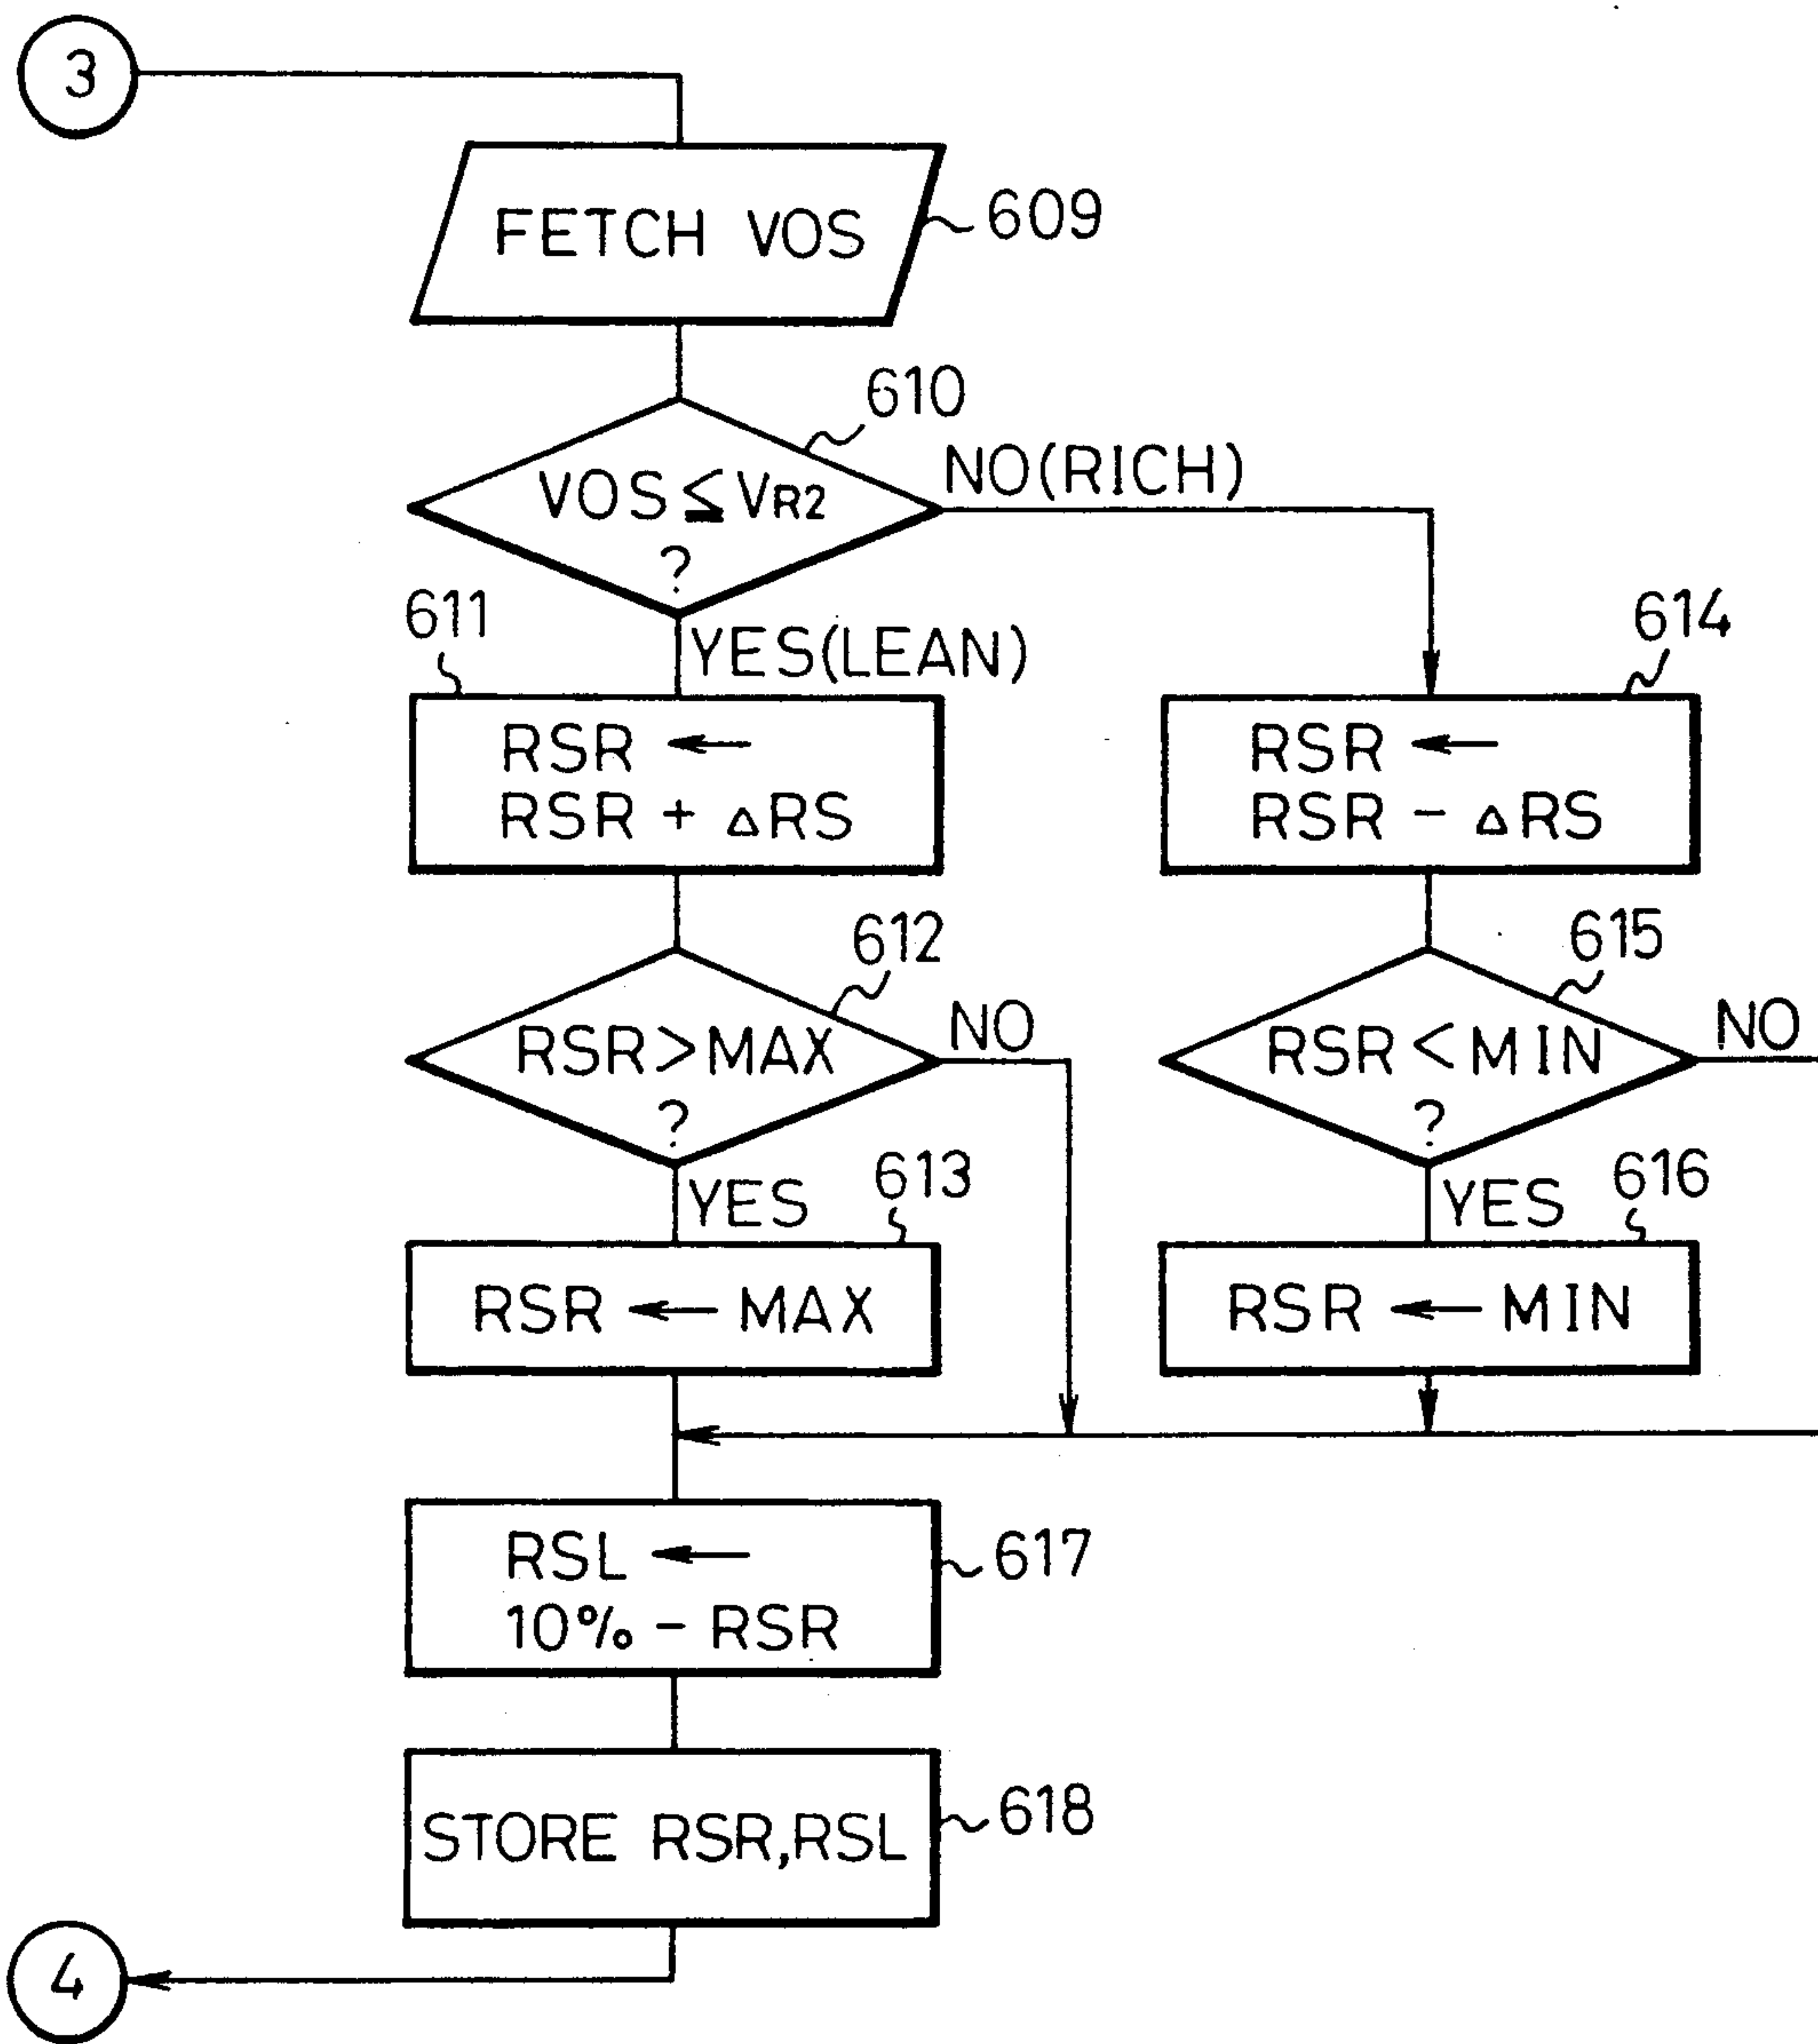 3
FETCH VOS
609
610
VOS ≦ VR2
?
NO(RICH)
YES(LEAN)
611
RSR ←
RSR + △RS
614
RSR ←
RSR - △RS
612
RSR > MAX
?
NO
615
RSR < MIN
?
NO
YES
613
RSR ← MAX
YES
616
RSR ← MIN
RSL ←
10% - RSR
617
STORE RSR,RSL
618
4